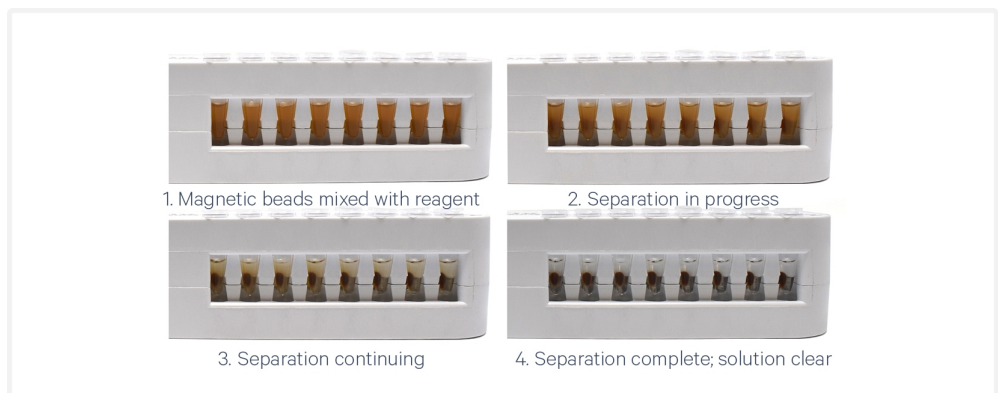 1. Magnetic beads mixed with reagent
2. Separation in progress
3. Separation continuing
4. Separation complete; solution clear